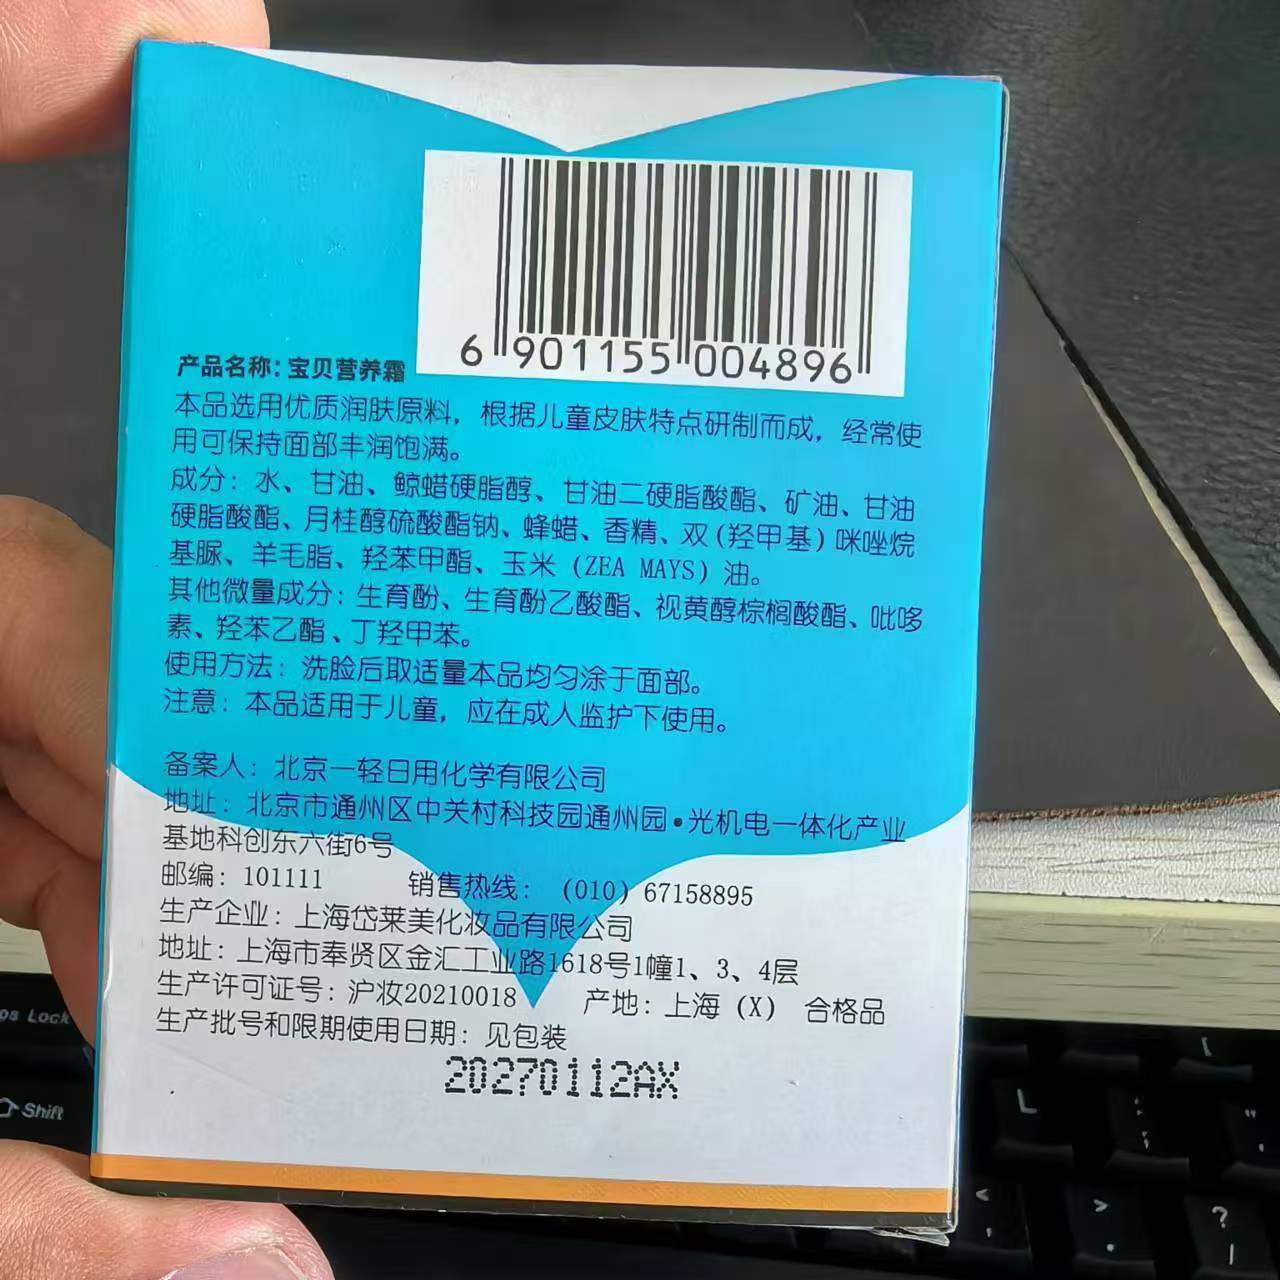 6 901155 004896
产品名称：宝贝营养霜
本品选用优质润肤原料，根据儿童皮肤特点研制而成，经常使
用可保持面部丰润饱满。
成分：水、甘油、鲸蜡硬脂醇、甘油二硬脂酸酯、矿油、甘油
硬脂酸酯、月桂醇硫酸酯钠、蜂蜡、香精、双(羟甲基)咪唑烷
基脲、羊毛脂、羟苯甲酯、玉米 (ZEA MAYS) 油。
其他微量成分：生育酚、生育酚乙酸酯、视黄醇棕榈酸酯、吡哆
素、羟苯乙酯、丁羟甲苯。
使用方法：洗脸后取适量本品均匀涂于面部。
注意：本品适用于儿童，应在成人监护下使用。
备案人：北京一轻日用化学有限公司
地址：北京市通州区中关村科技园通州园•光机电一体化产业
基地科创东六街6号
邮编：101111 销售热线： (010) 67158895
生产企业：上海岱莱美化妆品有限公司
地址：上海市奉贤区金汇工业路1618号1幢1、3、4层
生产许可证号：沪妆20210018 产地：上海 (X) 合格品
生产批号和限期使用日期：见包装
20270112AX
ps Lock
Shift
L
: ;
" '
[
< ,
> .
? /